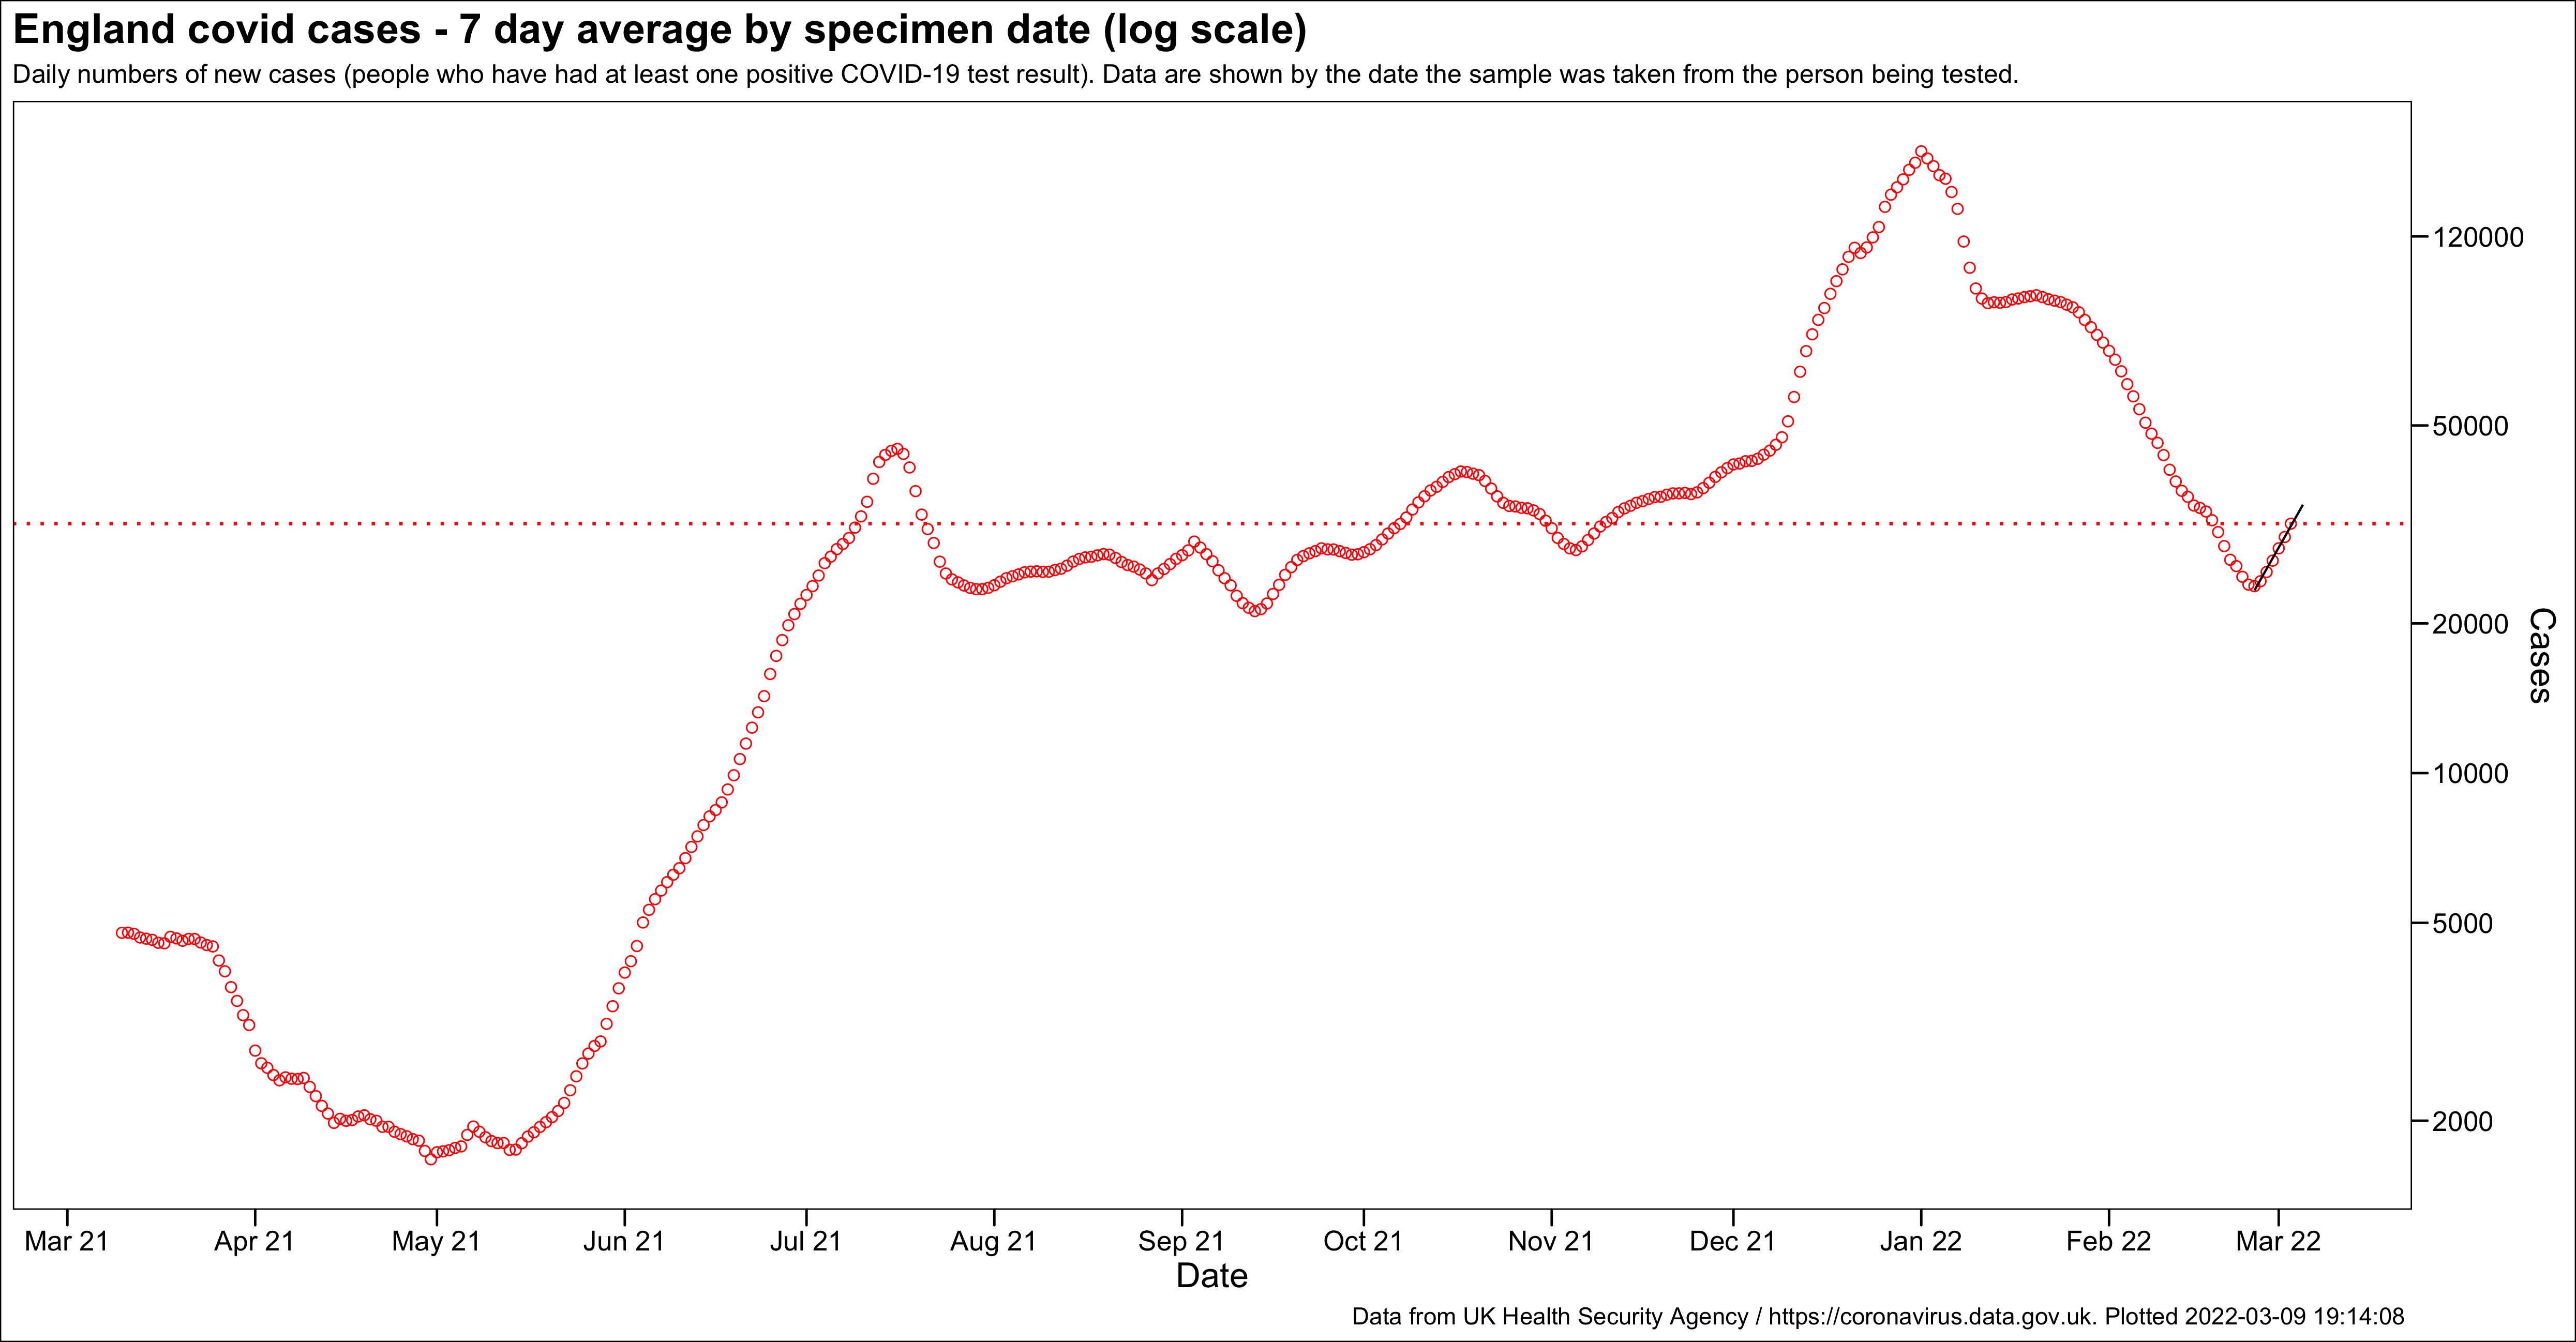 England covid cases - 7 day average by specimen date (log scale)
Daily numbers of new cases (people who have had at least one positive COVID-19 test result). Data are shown by the date the sample was taken from the person being tested.
120000
50000
20000
10000
5000
2000
Cases
Mar 21 Apr 21 May 21 Jun 21 Jul 21 Aug 21 Sep 21 Oct 21 Nov 21 Dec 21 Jan 22 Feb 22 Mar 22
Date
Data from UK Health Security Agency / https://coronavirus.data.gov.uk. Plotted 2022-03-09 19:14:08